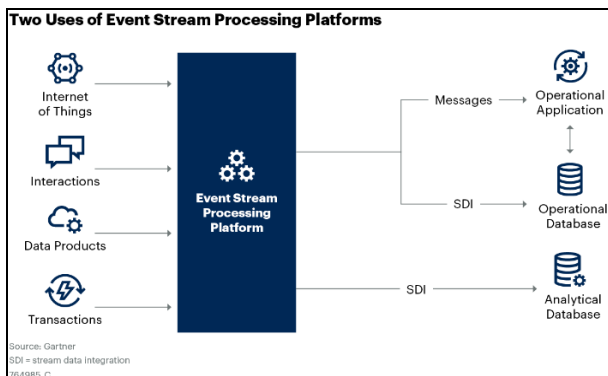 Two Uses of Event Stream Processing Platforms
Internet
of Things
Interactions
Data Products
Transactions
Event Stream
Processing
Platform
Messages
SDI
SDI
Operational
Application
Operational
Database
Analytical
Database
Source: Gartner
SDI = stream data integration
764985_C